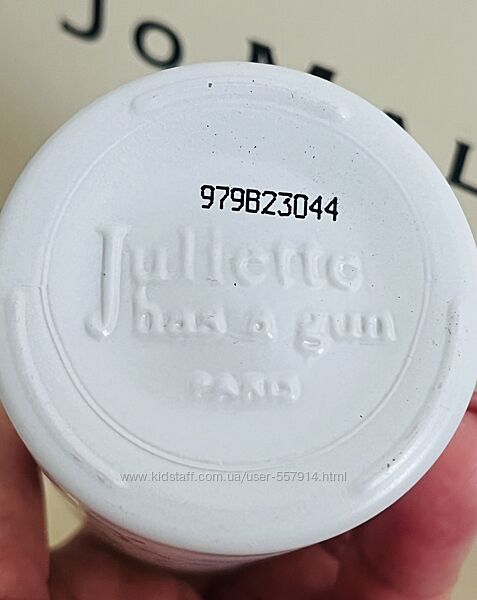 Jo MAL
979B23044
Juliette
has a gun
PARIS
www.kidstaff.com.ua/user-557914.html